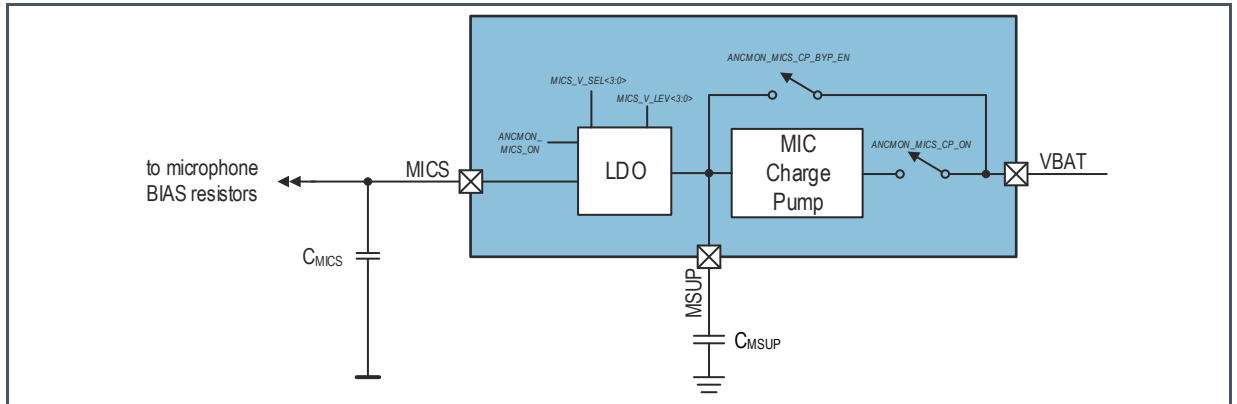 ANCMON_MICS_CP_BYP_EN
MICS_V_SEL<3:0>
MICS_V_LEV<3:0>
ANCMON_
MICS_ON
LDO
MIC
Charge
Pump
ANCMON_MICS_CP_ON
VBAT
MICS
to microphone
BIAS resistors
CMICS
MSUP
CMSUP